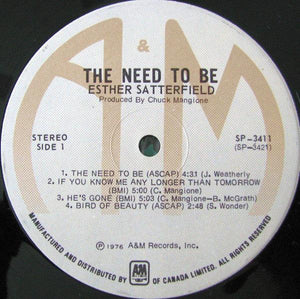 &
A M
THE NEED TO BE
ESTHER SATTERFIELD
Produced By Chuck Mangione
STEREO
SIDE 1
SP-3411
(SP-3421)
1. THE NEED TO BE (ASCAP) 4:31 (J. Weatherly
2. IF YOU KNOW ME ANY LONGER THAN TOMORROW
(BMI) 5:00 (C. Mangione)
3. HE'S GONE (BMI) 5:03 (C. Mangione-B. McGrath)
4. BIRD OF BEAUTY (ASCAP) 2:48 (S. Wonder)
℗ 1976 A&M Records, Inc.
MANUFACTURED AND DISTRIBUTED BY A&M OF CANADA LIMITED. ALL RIGHTS RESERVED.